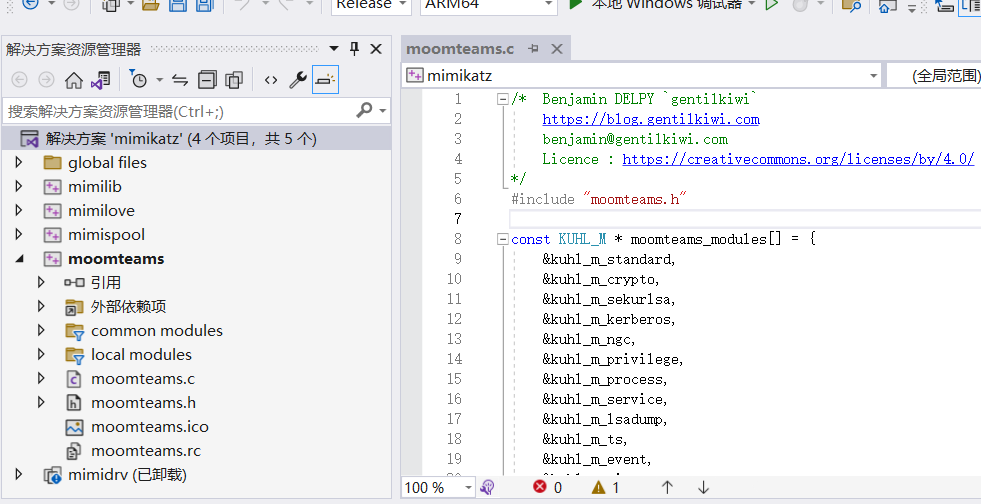 Release
ARM64
本地 Windows 调试器
解决方案资源管理器
搜索解决方案资源管理器(Ctrl+;)
解决方案 'mimikatz' (4 个项目，共 5 个)
global files
mimilib
mimilove
mimispool
moomteams
引用
外部依赖项
common modules
local modules
moomteams.c
moomteams.h
moomteams.ico
moomteams.rc
mimidrv (已卸载)
moomteams.c
mimikatz
(全局范围)
1 /* Benjamin DELPY `gentilkiwi`
2 https://blog.gentilkiwi.com
3 benjamin@gentilkiwi.com
4 Licence : https://creativecommons.org/licenses/by/4.0/
5 */
6 #include "moomteams.h"
7
8 const KUHL_M * moomteams_modules[] = {
9 &kuhl_m_standard,
10 &kuhl_m_crypto,
11 &kuhl_m_sekurlsa,
12 &kuhl_m_kerberos,
13 &kuhl_m_ngc,
14 &kuhl_m_privilege,
15 &kuhl_m_process,
16 &kuhl_m_service,
17 &kuhl_m_lsadump,
18 &kuhl_m_ts,
19 &kuhl_m_event,
100 %
0
1